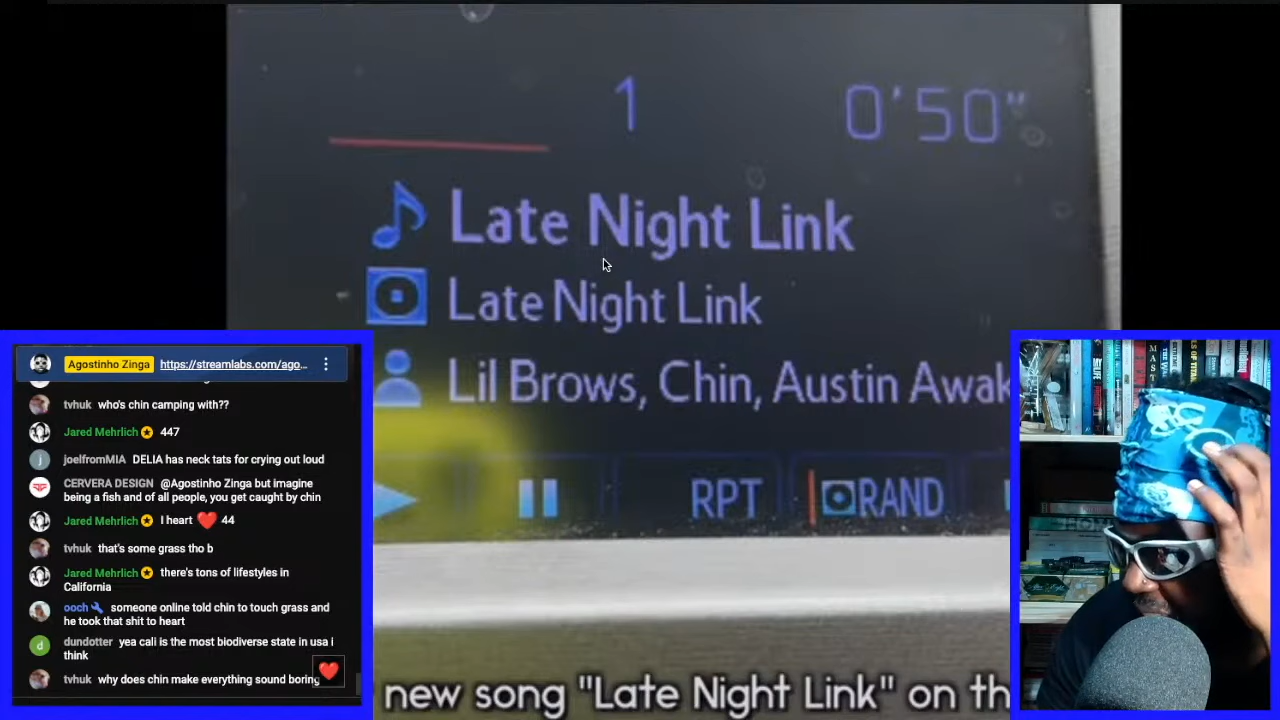 1
0'50"
Late Night Link
Late Night Link
Lil Brows, Chin, Austin Awak
RPT
RAND
new song "Late Night Link" on th
Agostinho Zinga https://streamlabs.com/ago...
tvhuk who's chin camping with??
Jared Mehrlich 447
joelfromMIA DELIA has neck tats for crying out loud
CERVERA DESIGN @Agostinho Zinga but imagine
being a fish and of all people, you get caught by chin
Jared Mehrlich I heart ❤️ 44
tvhuk that's some grass tho b
Jared Mehrlich there's tons of lifestyles in
California
ooch someone online told chin to touch grass and
he took that shit to heart
dundotter yea cali is the most biodiverse state in usa i
think
tvhuk why does chin make everything sound boring